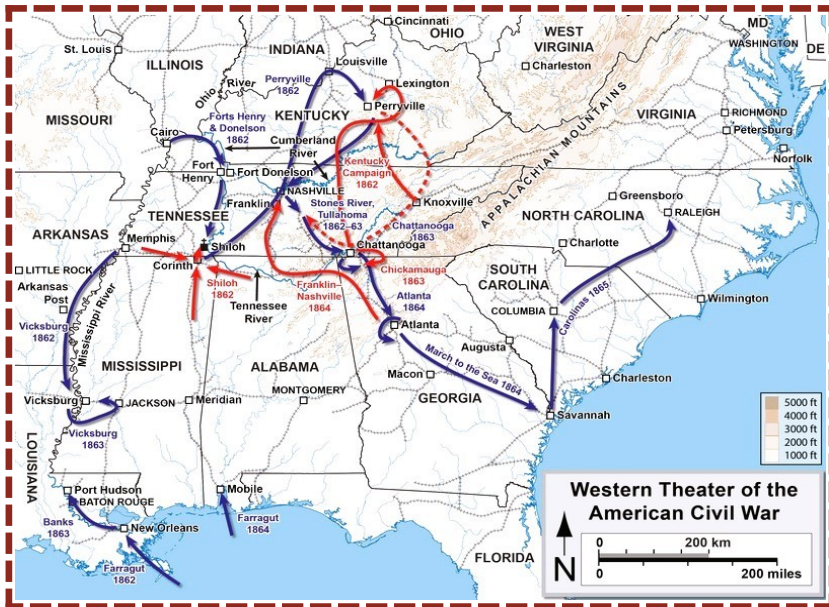 Cincinnati
OHIO
WEST
VIRGINIA
MD
WASHINGTON
DE
St. Louis
INDIANA
ILLINOIS
Louisville
Ohio River
Perryville
1862
Lexington
Charleston
Perryville
MISSOURI
KENTUCKY
VIRGINIA
RICHMOND
Petersburg
Norfolk
APPALACHIAN MOUNTAINS
Forts Henry
& Donelson
1862
Cairo
Cumberland
River
Fort
Henry
Fort Donelson
Kentucky
Campaign
1862
NASHVILLE
Franklin
Knoxville
Greensboro
RALEIGH
NORTH CAROLINA
TENNESSEE
Stones River,
Tullahoma
1862–63
Chattanooga
1863
ARKANSAS
Memphis
Shiloh
Chattanooga
Charlotte
LITTLE ROCK
Corinth
Shiloh
1862
Chickamauga
1863
Franklin-
Nashville
1864
SOUTH
CAROLINA
Arkansas
Post
Tennessee
River
Atlanta
1864
COLUMBIA
Carolinas 1865
Wilmington
Vicksburg
1862
Mississippi River
Atlanta
Augusta
MISSISSIPPI
ALABAMA
Macon
March to the Sea 1864
Charleston
MONTGOMERY
GEORGIA
Vicksburg
JACKSON
Meridian
Savannah
Vicksburg
1863
LOUISIANA
5000 ft
4000 ft
3000 ft
2000 ft
1000 ft
Port Hudson
BATON ROUGE
Mobile
Banks
1863
New Orleans
Farragut
1864
Farragut
1862
FLORIDA
Western Theater of the
American Civil War
N
0 200 km
0 200 miles